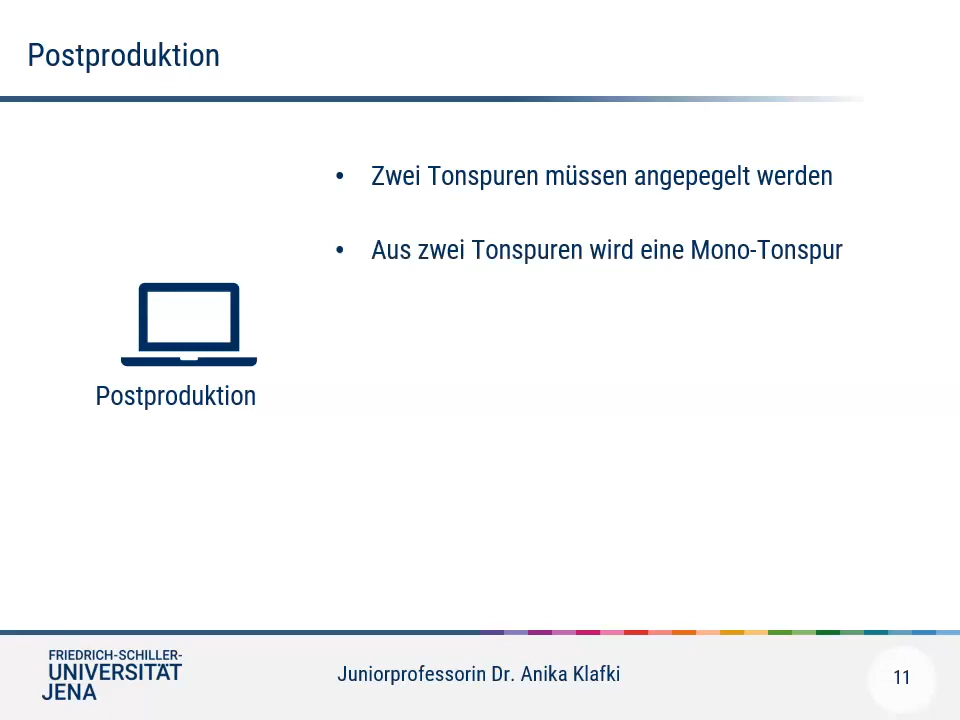 Postproduktion
• Zwei Tonspuren müssen angepegelt werden
• Aus zwei Tonspuren wird eine Mono-Tonspur
Postproduktion
FRIEDRICH-SCHILLER-
UNIVERSITÄT
JENA
Juniorprofessorin Dr. Anika Klafki
11